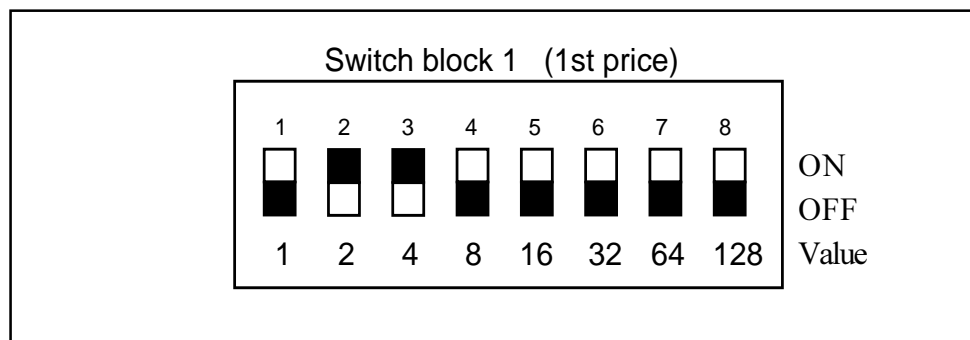 Switch block 1 (1st price)
1 2 3 4 5 6 7 8
ON
OFF
1 2 4 8 16 32 64 128 Value